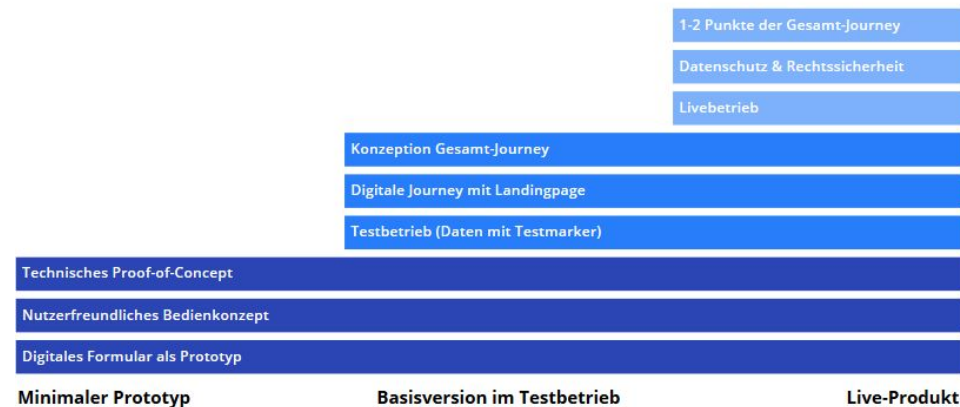 1-2 Punkte der Gesamt-Journey
Datenschutz & Rechtssicherheit
Livebetrieb
Konzeption Gesamt-Journey
Digitale Journey mit Landingpage
Testbetrieb (Daten mit Testmarker)
Technisches Proof-of-Concept
Nutzerfreundliches Bedienkonzept
Digitales Formular als Prototyp
Minimaler Prototyp
Basisversion im Testbetrieb
Live-Produkt